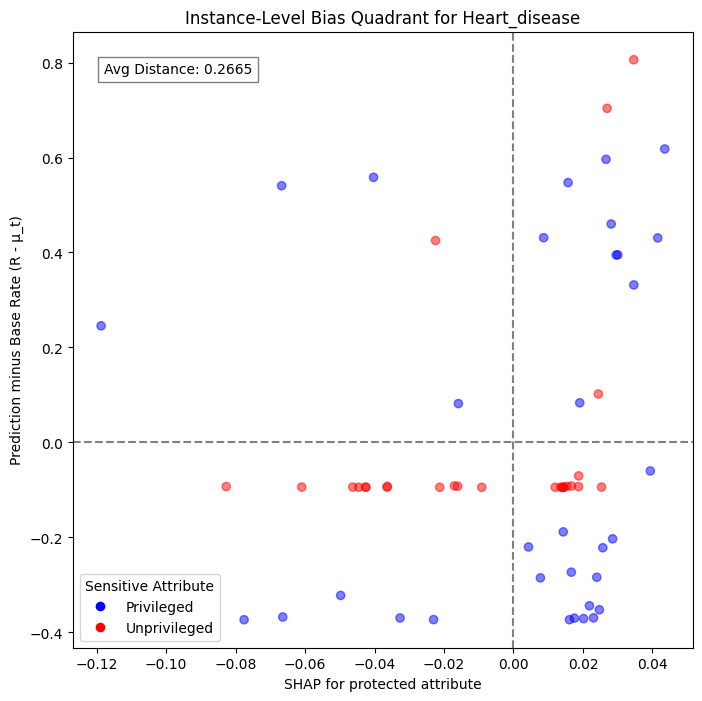 Instance-Level Bias Quadrant for Heart_disease
Avg Distance: 0.2665
Prediction minus Base Rate (R - μ_t)
0.8
0.6
0.4
0.2
0.0
−0.2
−0.4
Sensitive Attribute
Privileged
Unprivileged
−0.12 −0.10 −0.08 −0.06 −0.04 −0.02 0.00 0.02 0.04
SHAP for protected attribute